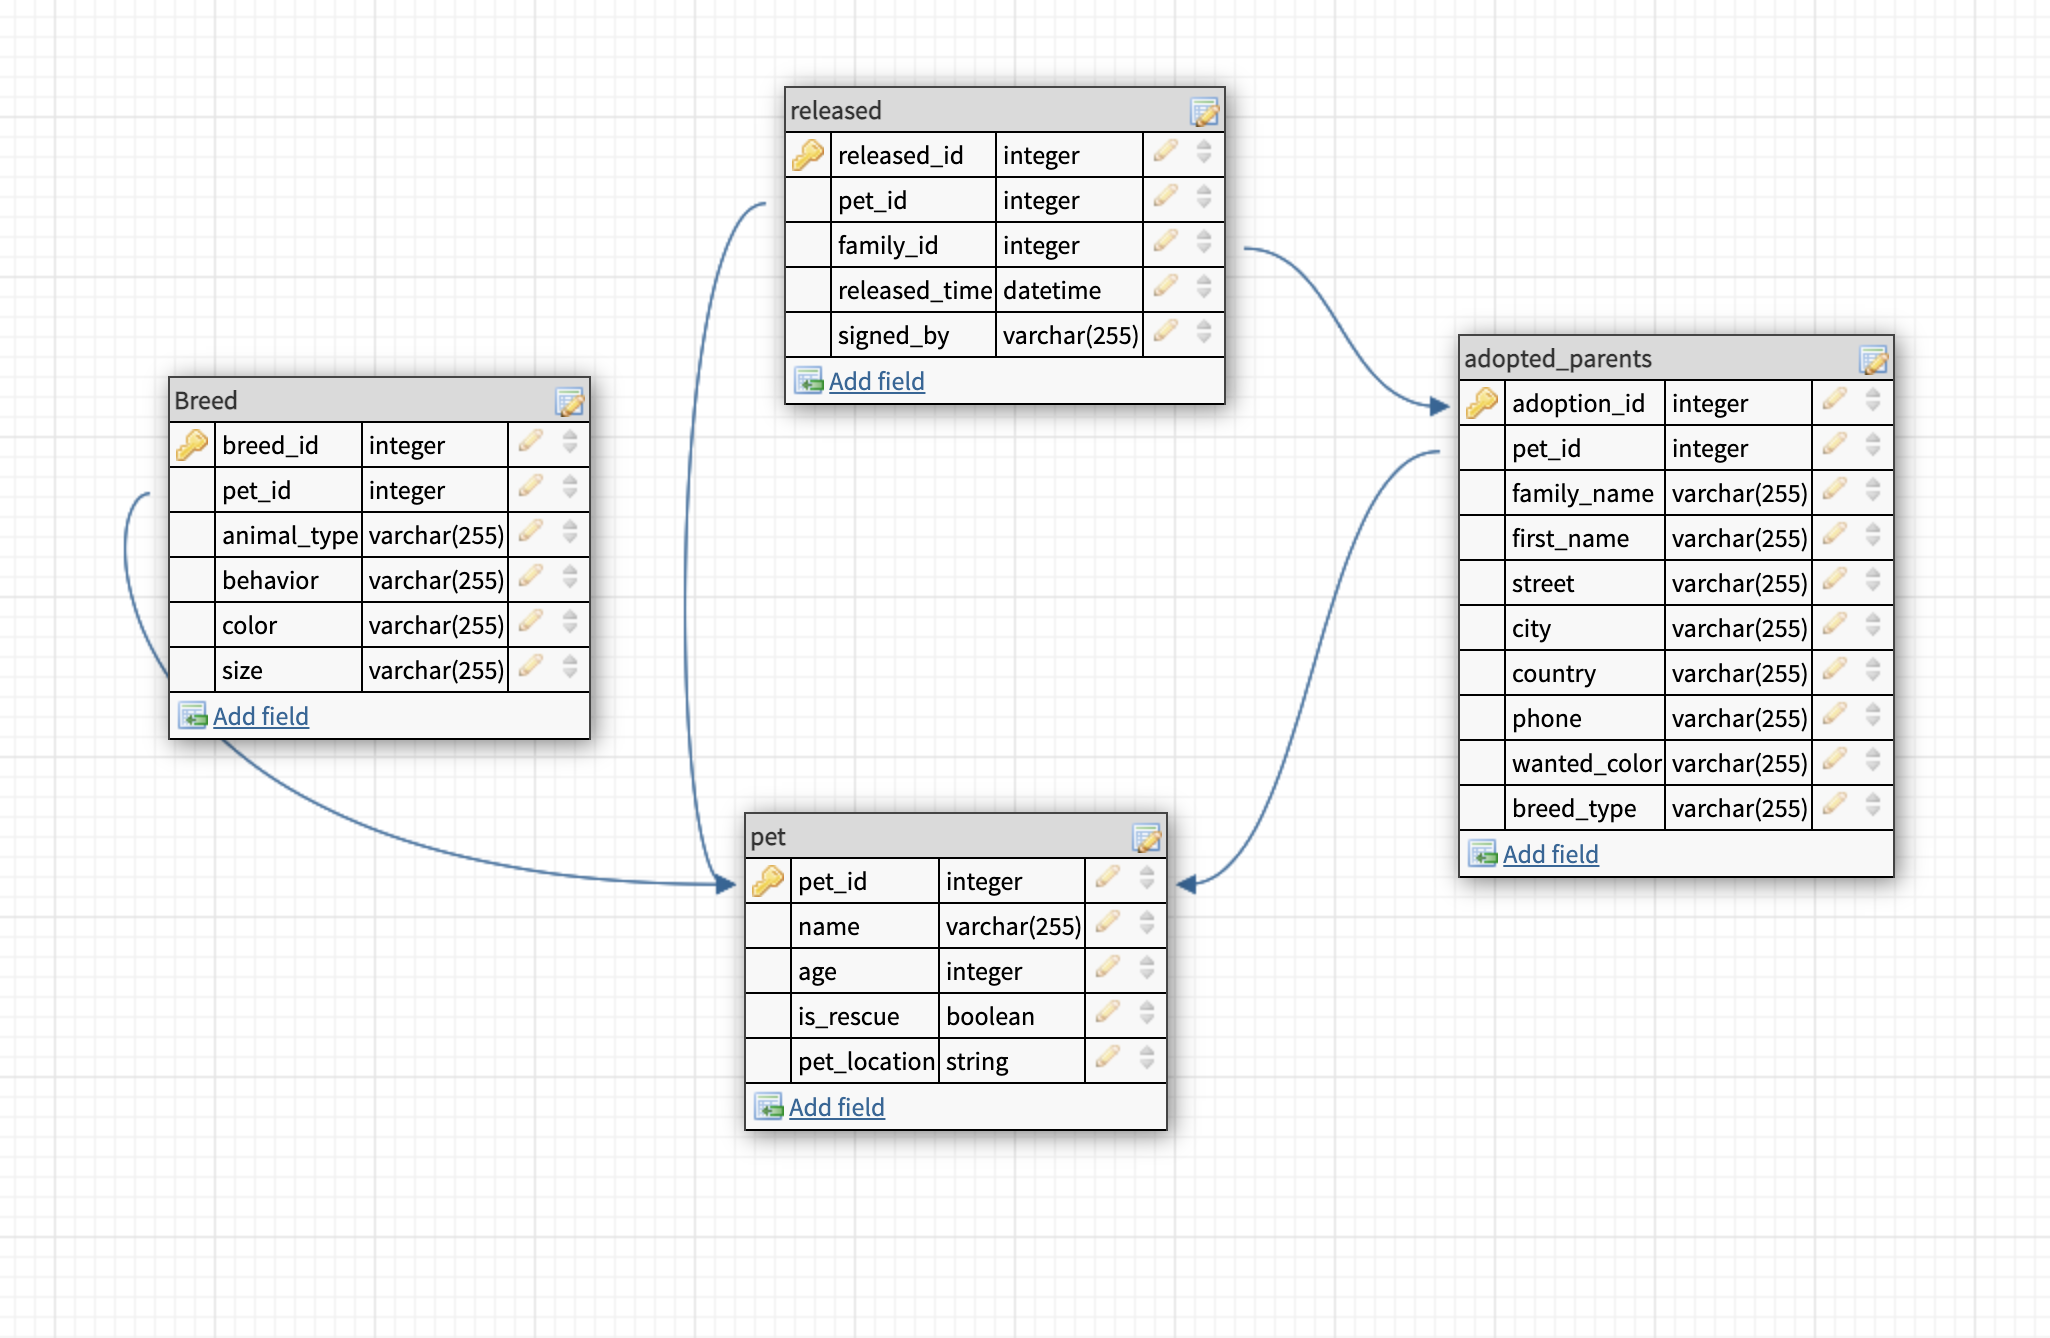 released
released_id integer
pet_id integer
family_id integer
released_time datetime
signed_by varchar(255)
Add field
adopted_parents
adoption_id integer
pet_id integer
family_name varchar(255)
first_name varchar(255)
street varchar(255)
city varchar(255)
country varchar(255)
phone varchar(255)
wanted_color varchar(255)
breed_type varchar(255)
Add field
Breed
breed_id integer
pet_id integer
animal_type varchar(255)
behavior varchar(255)
color varchar(255)
size varchar(255)
Add field
pet
pet_id integer
name varchar(255)
age integer
is_rescue boolean
pet_location string
Add field